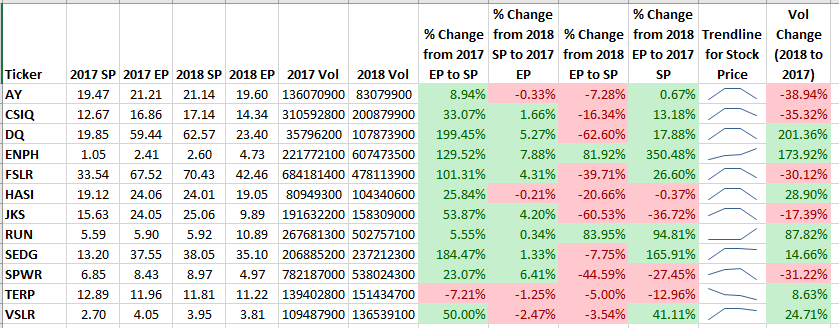 Ticker 2017 SP 2017 EP 2018 SP 2018 EP 2017 Vol 2018 Vol % Change from 2017 EP to SP % Change from 2018 SP to 2017 EP % Change from 2018 EP to SP % Change from 2018 EP to 2017 SP Trendline for Stock Price Vol Change (2018 to 2017)
AY 19.47 21.21 21.14 19.60 136070900 83079900 8.94% -0.33% -7.28% 0.67% -38.94%
CSIQ 12.67 16.86 17.14 14.34 310592800 200879900 33.07% 1.66% -16.34% 13.18% -35.32%
DQ 19.85 59.44 62.57 23.40 35796200 107873900 199.45% 5.27% -62.60% 17.88% 201.36%
ENPH 1.05 2.41 2.60 4.73 221772100 607473500 129.52% 7.88% 81.92% 350.48% 173.92%
FSLR 33.54 67.52 70.43 42.46 684181400 478113900 101.31% 4.31% -39.71% 26.60% -30.12%
HASI 19.12 24.06 24.01 19.05 80949300 104340600 25.84% -0.21% -20.66% -0.37% 28.90%
JKS 15.63 24.05 25.06 9.89 191632200 158309000 53.87% 4.20% -60.53% -36.72% -17.39%
RUN 5.59 5.90 5.92 10.89 267681300 502757100 5.55% 0.34% 83.95% 94.81% 87.82%
SEDG 13.20 37.55 38.05 35.10 206885200 237212300 184.47% 1.33% -7.75% 165.91% 14.66%
SPWR 6.85 8.43 8.97 4.97 782187000 538024300 23.07% 6.41% -44.59% -27.45% -31.22%
TERP 12.89 11.96 11.81 11.22 139402800 151434700 -7.21% -1.25% -5.00% -12.96% 8.63%
VSLR 2.70 4.05 3.95 3.81 109487900 136539100 50.00% -2.47% -3.54% 41.11% 24.71%